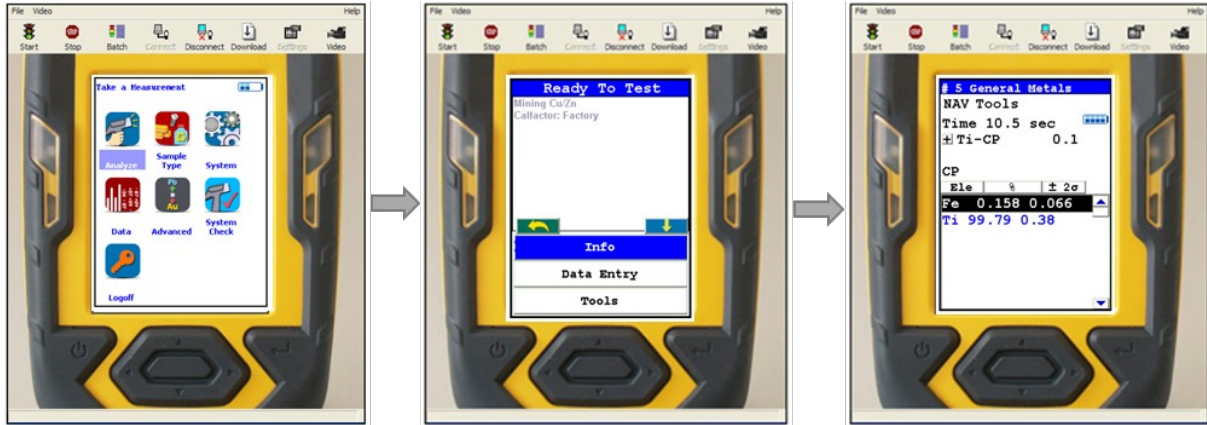 File Video Help
Start Stop Batch Connect Disconnect Download Settings Video
Take a Measurement
Analyze Sample Type System
Data Advanced System Check
Logoff
File Video Help
Start Stop Batch Connect Disconnect Download Settings Video
Ready To Test
Mining Cu/Zn
Calfactor: Factory
Info
Data Entry
Tools
File Video Help
Start Stop Batch Connect Disconnect Download Settings Video
# 5 General Metals
NAV Tools
Time 10.5 sec
Ti-CP 0.1
CP
Ele % ± 2σ
Fe 0.158 0.066
Ti 99.79 0.38